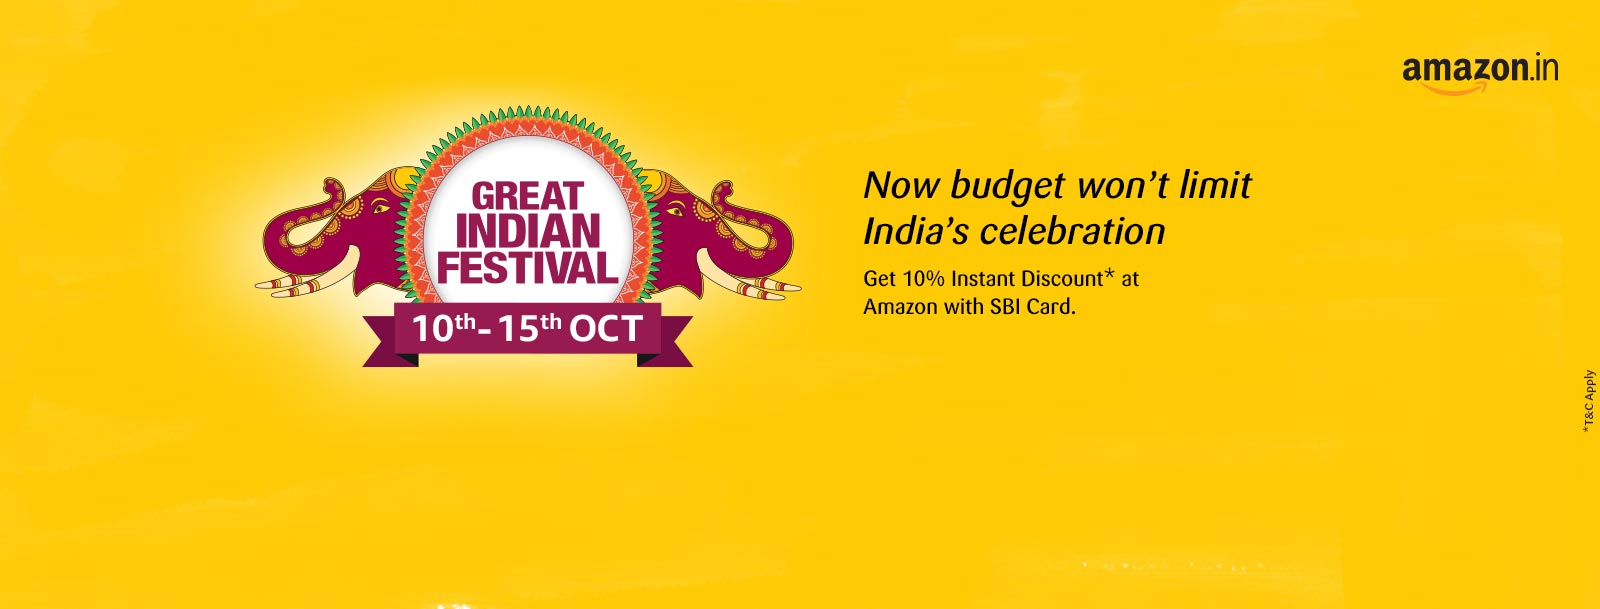 amazon.in
GREAT
INDIAN
FESTIVAL
10th-15th OCT
Now budget won't limit
India's celebration
Get 10% Instant Discount* at
Amazon with SBI Card.
*T&C Apply